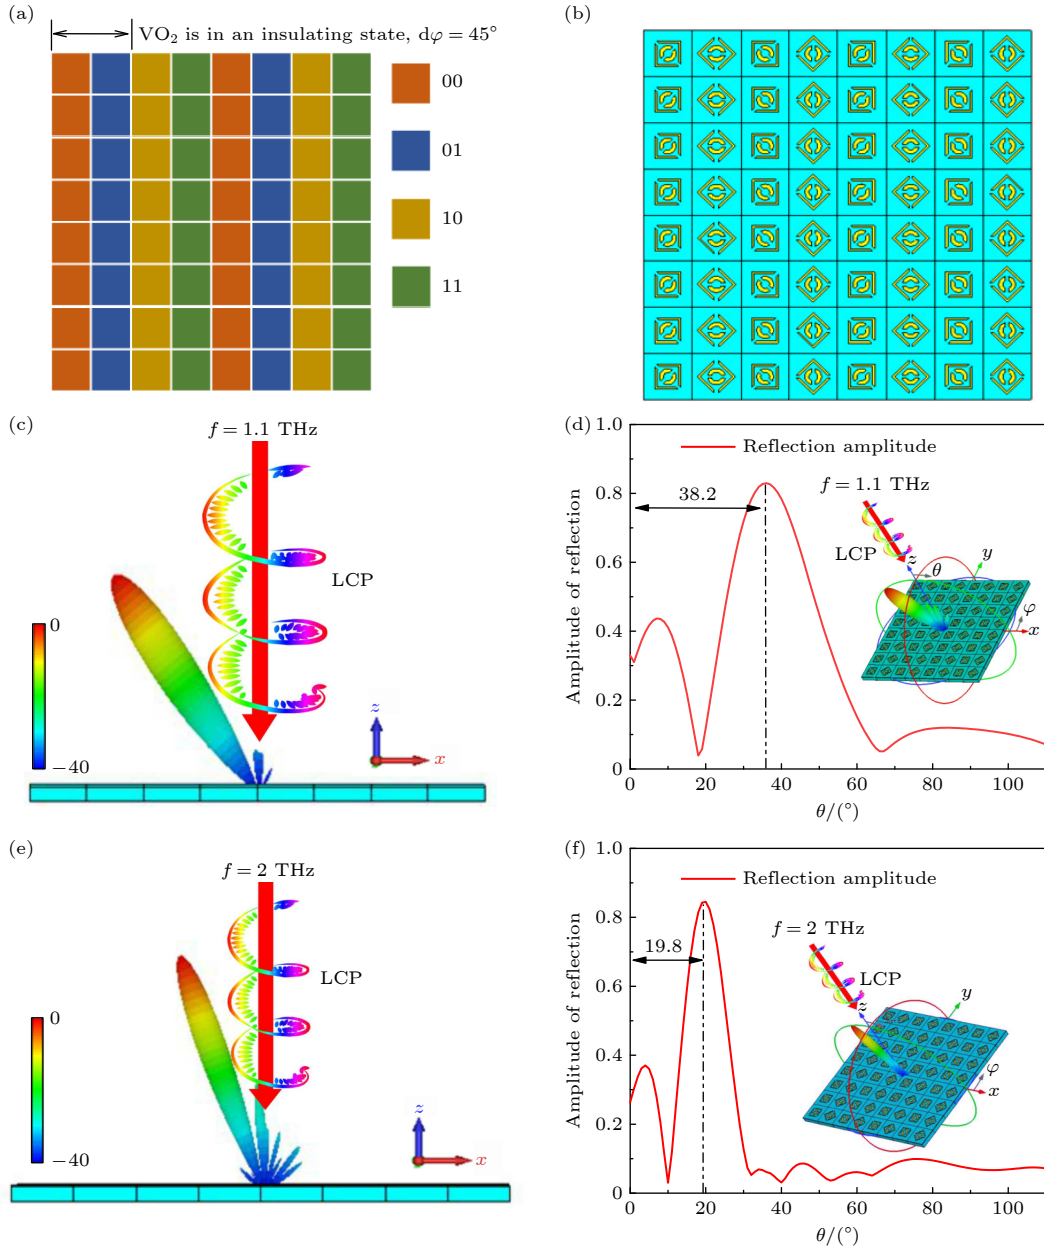 (a)
VO₂ is in an insulating state, dφ = 45°
00
01
10
11
(b)
(c)
f = 1.1 THz
LCP
0
−40
z
x
(d)
1.0
0.8
0.6
0.4
0.2
0
Reflection amplitude
38.2
f = 1.1 THz
LCP
z
θ
y
φ
x
Amplitude of reflection
0
20
40
60
80
100
θ/(°)
(e)
f = 2 THz
LCP
0
−40
z
x
(f)
1.0
0.8
0.6
0.4
0.2
0
Reflection amplitude
19.8
f = 2 THz
LCP
z
y
φ
x
Amplitude of reflection
0
20
40
60
80
100
θ/(°)